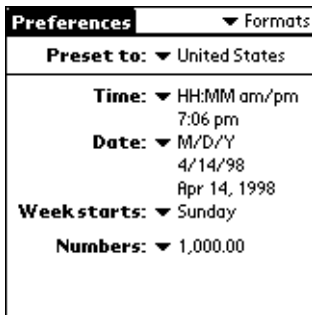 Preferences Formats
Preset to: United States
Time: HH:MM am/pm
7:06 pm
Date: M/D/Y
4/14/98
Apr 14, 1998
Week starts: Sunday
Numbers: 1,000.00